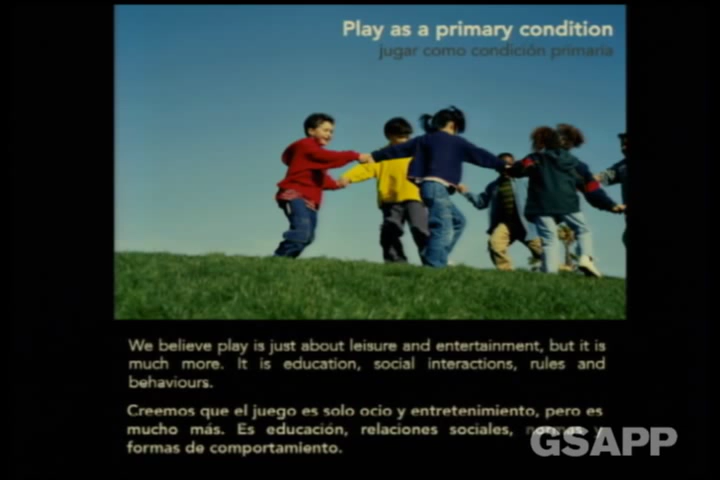 Play as a primary condition
jugar como condición primaria
We believe play is just about leisure and entertainment, but it is
much more. It is education, social interactions, rules and
behaviours.
Creemos que el juego es solo ocio y entretenimiento, pero es
mucho más. Es educación, relaciones sociales, normas y
formas de comportamiento.
GSAPP